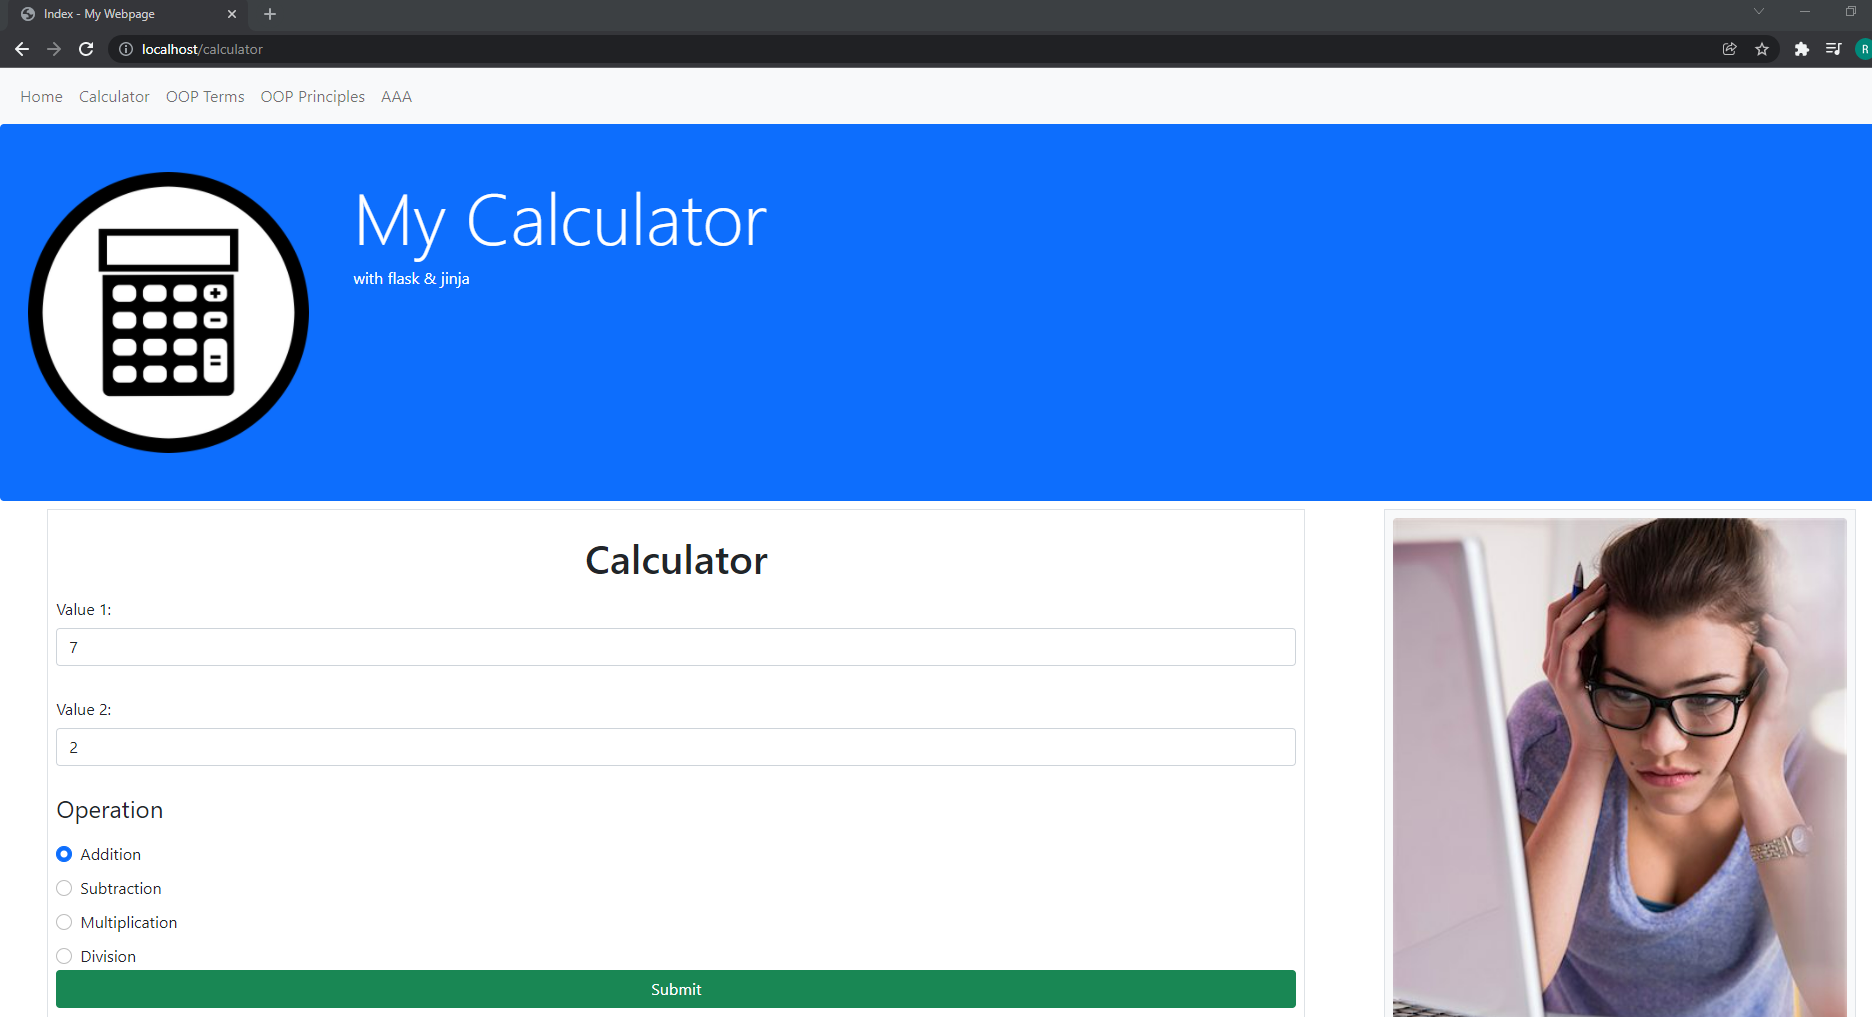 Index - My Webpage
localhost/calculator
R
Home Calculator OOP Terms OOP Principles AAA
My Calculator
with flask & jinja
Calculator
Value 1:
7
Value 2:
2
Operation
Addition
Subtraction
Multiplication
Division
Submit